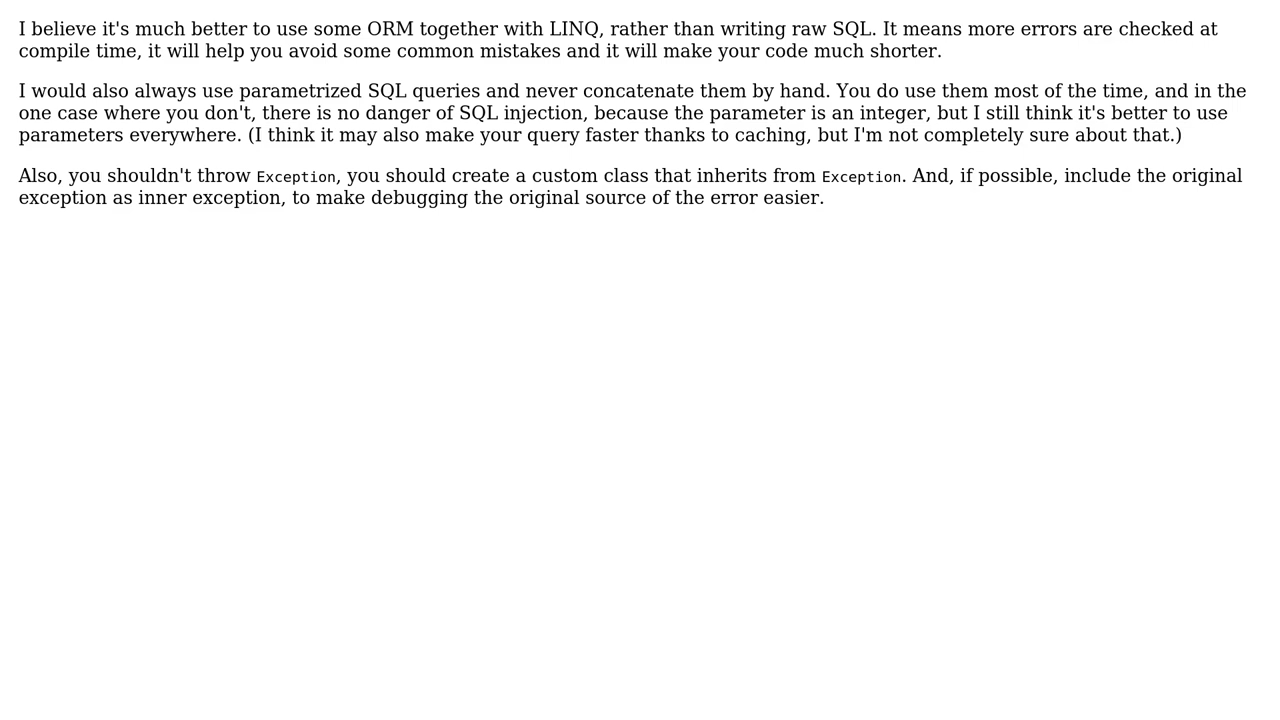 I believe it's much better to use some ORM together with LINQ, rather than writing raw SQL. It means more errors are checked at
compile time, it will help you avoid some common mistakes and it will make your code much shorter.
I would also always use parametrized SQL queries and never concatenate them by hand. You do use them most of the time, and in the
one case where you don't, there is no danger of SQL injection, because the parameter is an integer, but I still think it's better to use
parameters everywhere. (I think it may also make your query faster thanks to caching, but I'm not completely sure about that.)
Also, you shouldn't throw Exception, you should create a custom class that inherits from Exception. And, if possible, include the original
exception as inner exception, to make debugging the original source of the error easier.